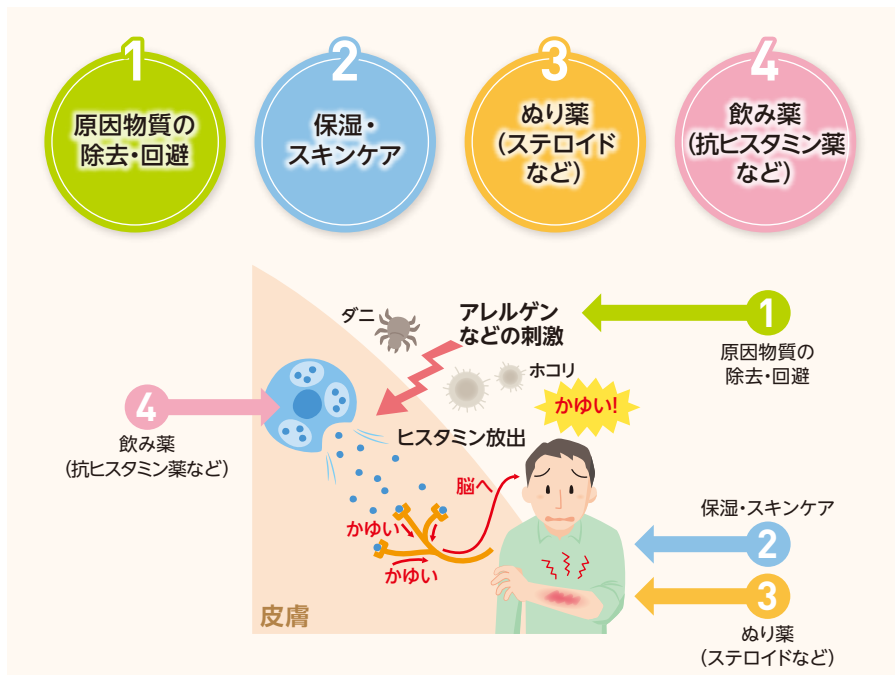 1
原因物質の
除去・回避
2
保湿・
スキンケア
3
ぬり薬
(ステロイド
など)
4
飲み薬
(抗ヒスタミン薬
など)
ダニ
アレルゲン
などの刺激
1
原因物質の
除去・回避
ホコリ
かゆい!
4
飲み薬
(抗ヒスタミン薬など)
ヒスタミン放出
脳へ
かゆい
かゆい
保湿・スキンケア
2
3
ぬり薬
(ステロイドなど)
皮膚